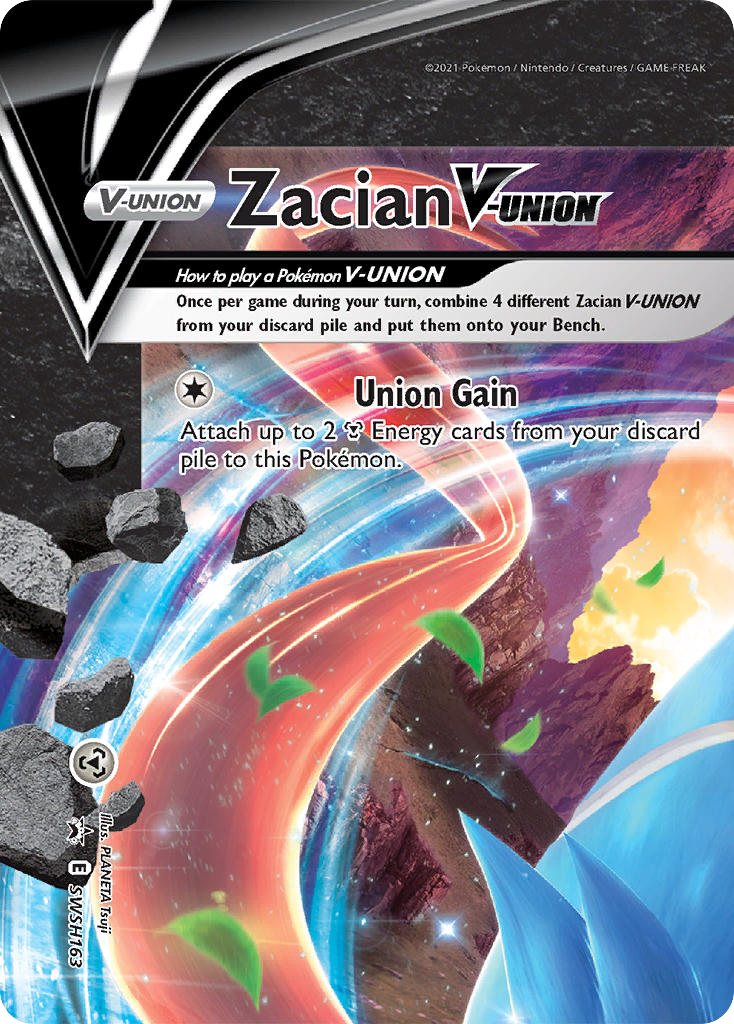 ©2021 Pokémon / Nintendo / Creatures / GAME FREAK
V-UNION
Zacian V-UNION
How to play a Pokémon V-UNION
Once per game during your turn, combine 4 different Zacian V-UNION
from your discard pile and put them onto your Bench.
Union Gain
Attach up to 2 Energy cards from your discard
pile to this Pokémon.
Illus. PLANETA Tsuji
E SWSH163